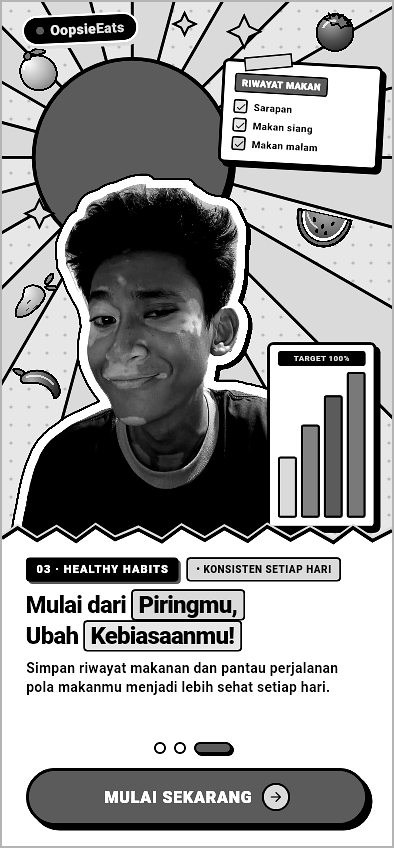 OopsieEats
RIWAYAT MAKAN
Sarapan
Makan siang
Makan malam
TARGET 100%
03 · HEALTHY HABITS
• KONSISTEN SETIAP HARI
Mulai dari Piringmu,
Ubah Kebiasaanmu!
Simpan riwayat makanan dan pantau perjalanan
pola makanmu menjadi lebih sehat setiap hari.
MULAI SEKARANG